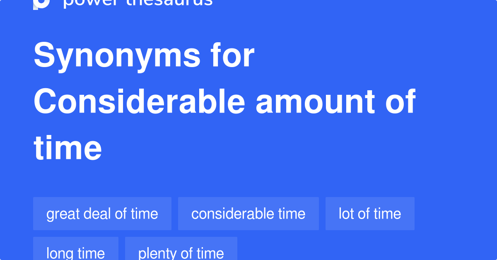 power thesaurus
Synonyms for
Considerable amount of
time
great deal of time
considerable time
lot of time
long time
plenty of time